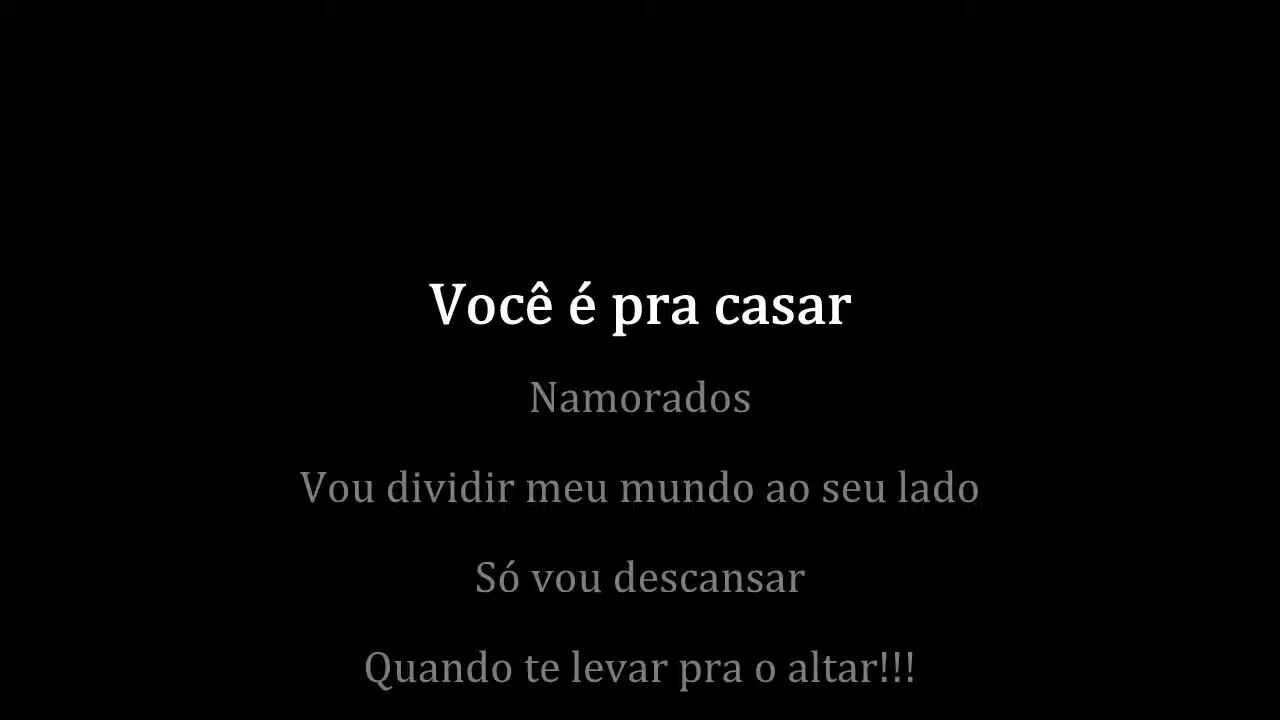 Você é pra casar
Namorados
Vou dividir meu mundo ao seu lado
Só vou descansar
Quando te levar pra o altar!!!